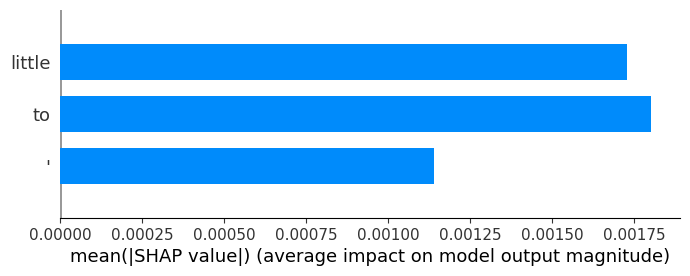 little
to
'
0.00000 0.00025 0.00050 0.00075 0.00100 0.00125 0.00150 0.00175
mean(|SHAP value|) (average impact on model output magnitude)